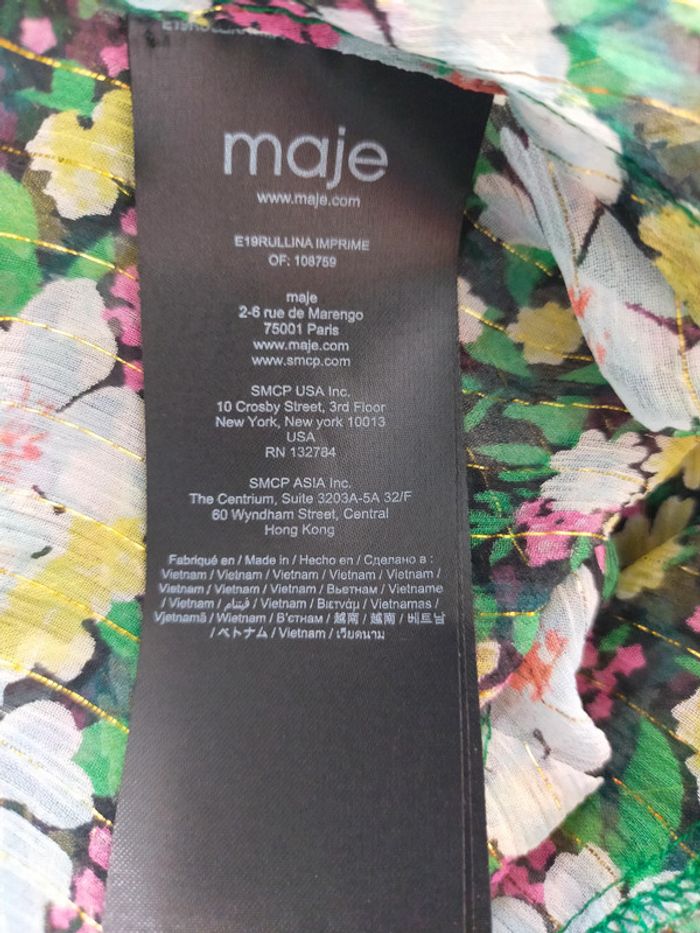 maje
www.maje.com
E19RULLINA IMPRIME
OF: 108759
maje
2-6 rue de Marengo
75001 Paris
www.maje.com
www.smcp.com
SMCP USA Inc.
10 Crosby Street, 3rd Floor
New York, New york 10013
USA
RN 132784
SMCP ASIA Inc.
The Centrium, Suite 3203A-5A 32/F
60 Wyndham Street, Central
Hong Kong
Fabriqué en / Made in / Hecho en / Сделано в :
Vietnam / Vietnam / Vietnam / Vietnam / Vietnam /
Vietnam / Vietnam / Vietnam / Вьетнам / Vietname
/ Vietnam / فيتنام / Vietnam / Βιετνάμ / Vietnamas /
Vjetnamā / Wietnam / В'єтнам / 越南 / 越南 / 베트남
/ ベトナム / Vietnam / เวียดนาม